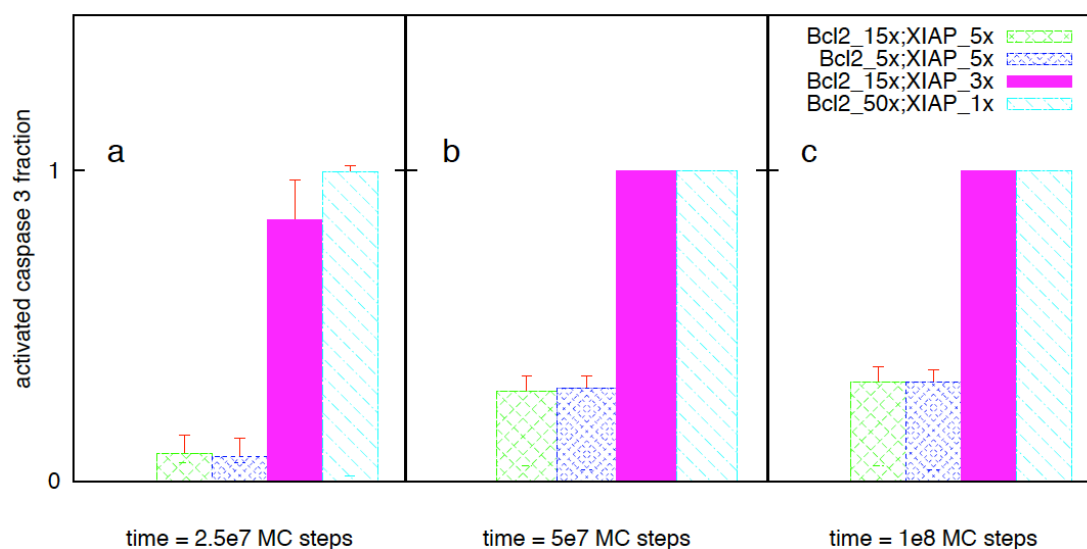 Bcl2_15x;XIAP_5x
Bcl2_5x;XIAP_5x
Bcl2_15x;XIAP_3x
Bcl2_50x;XIAP_1x
a
b
c
activated caspase 3 fraction
1
0
time = 2.5e7 MC steps
time = 5e7 MC steps
time = 1e8 MC steps